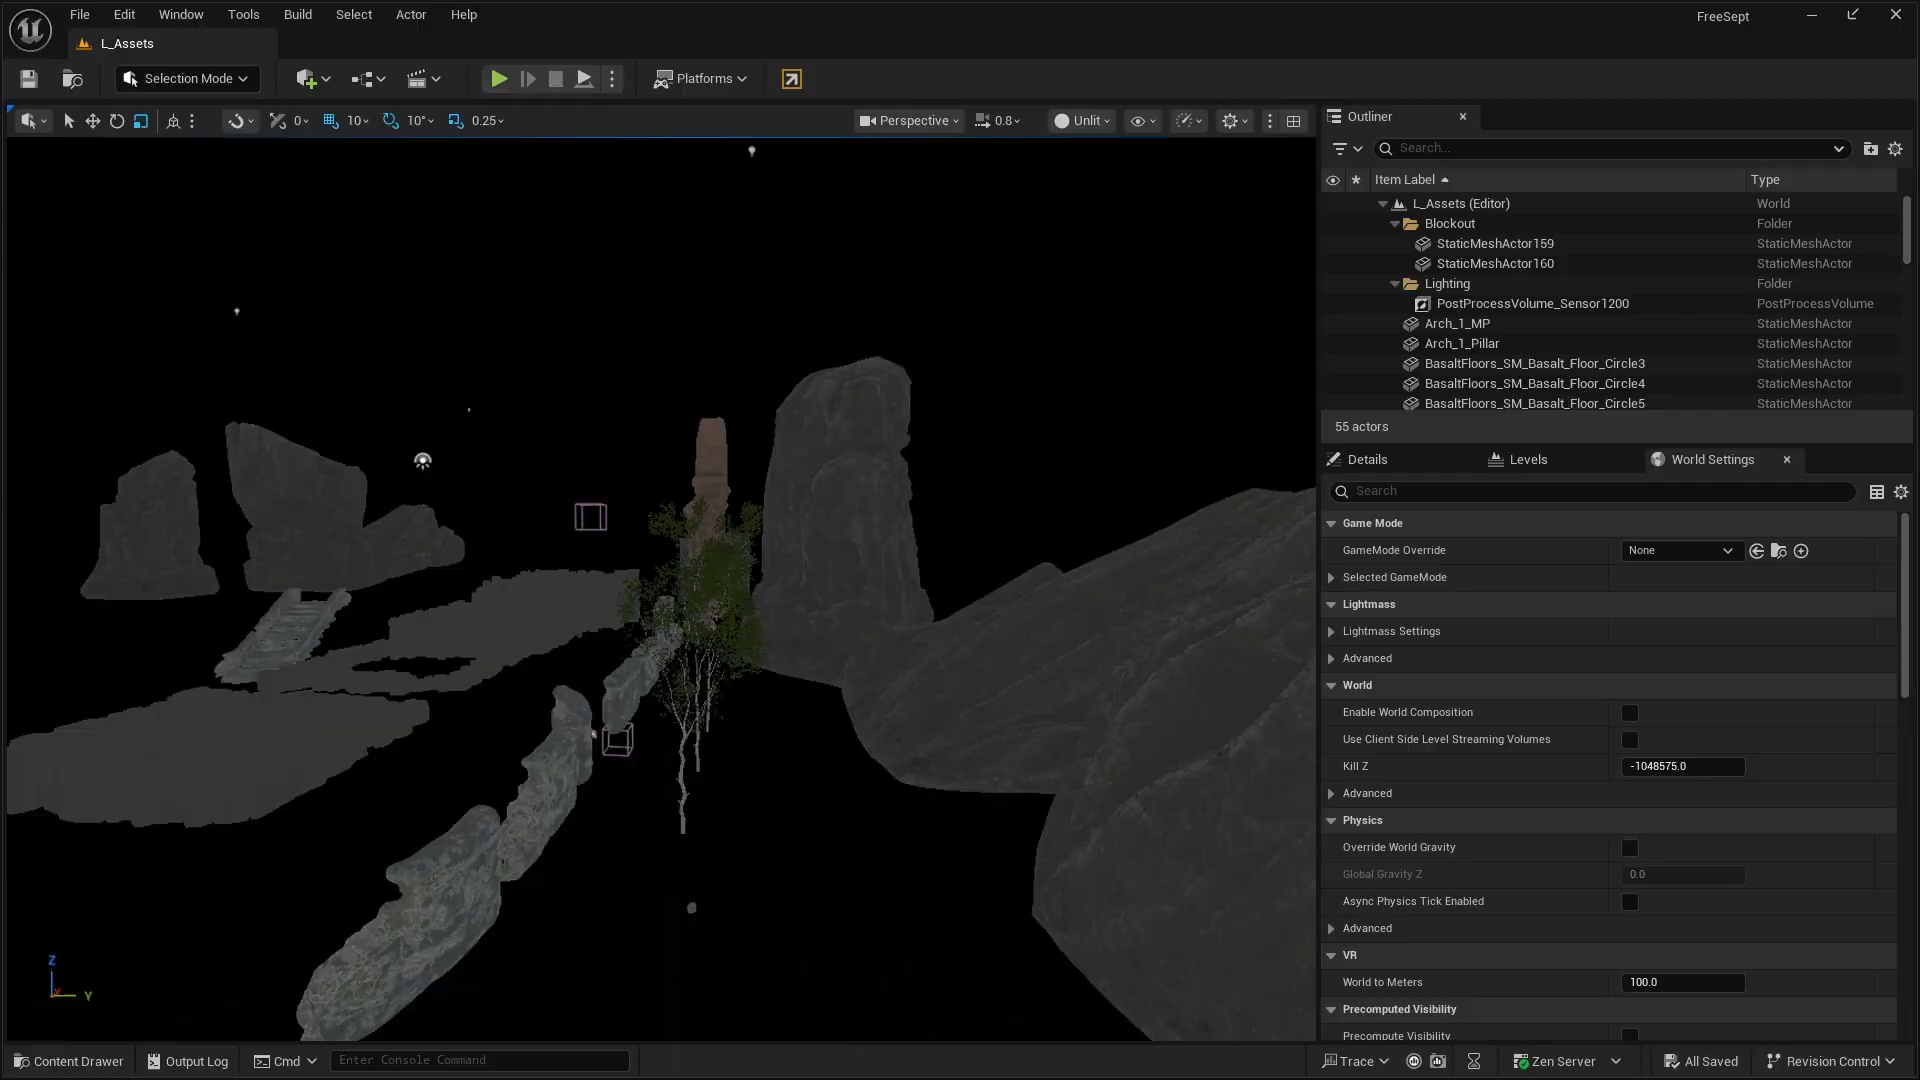 File Edit Window Tools Build Select Actor Help
FreeSept
L_Assets
Selection Mode
Platforms
0 10 10° 0.25 Perspective 0.8 Unlit
Outliner
Search...
Item Label Type
L_Assets (Editor) World
Blockout Folder
StaticMeshActor159 StaticMeshActor
StaticMeshActor160 StaticMeshActor
Lighting Folder
PostProcessVolume_Sensor1200 PostProcessVolume
Arch_1_MP StaticMeshActor
Arch_1_Pillar StaticMeshActor
BasaltFloors_SM_Basalt_Floor_Circle3 StaticMeshActor
BasaltFloors_SM_Basalt_Floor_Circle4 StaticMeshActor
BasaltFloors_SM_Basalt_Floor_Circle5 StaticMeshActor
55 actors
Details Levels World Settings
Search
Game Mode
GameMode Override None
Selected GameMode
Lightmass
Lightmass Settings
Advanced
World
Enable World Composition
Use Client Side Level Streaming Volumes
Kill Z -1048575.0
Advanced
Physics
Override World Gravity
Global Gravity Z 0.0
Async Physics Tick Enabled
Advanced
VR
World to Meters 100.0
Precomputed Visibility
Precompute Visibility
Z
X Y
Content Drawer Output Log Cmd Enter Console Command Trace Zen Server All Saved Revision Control